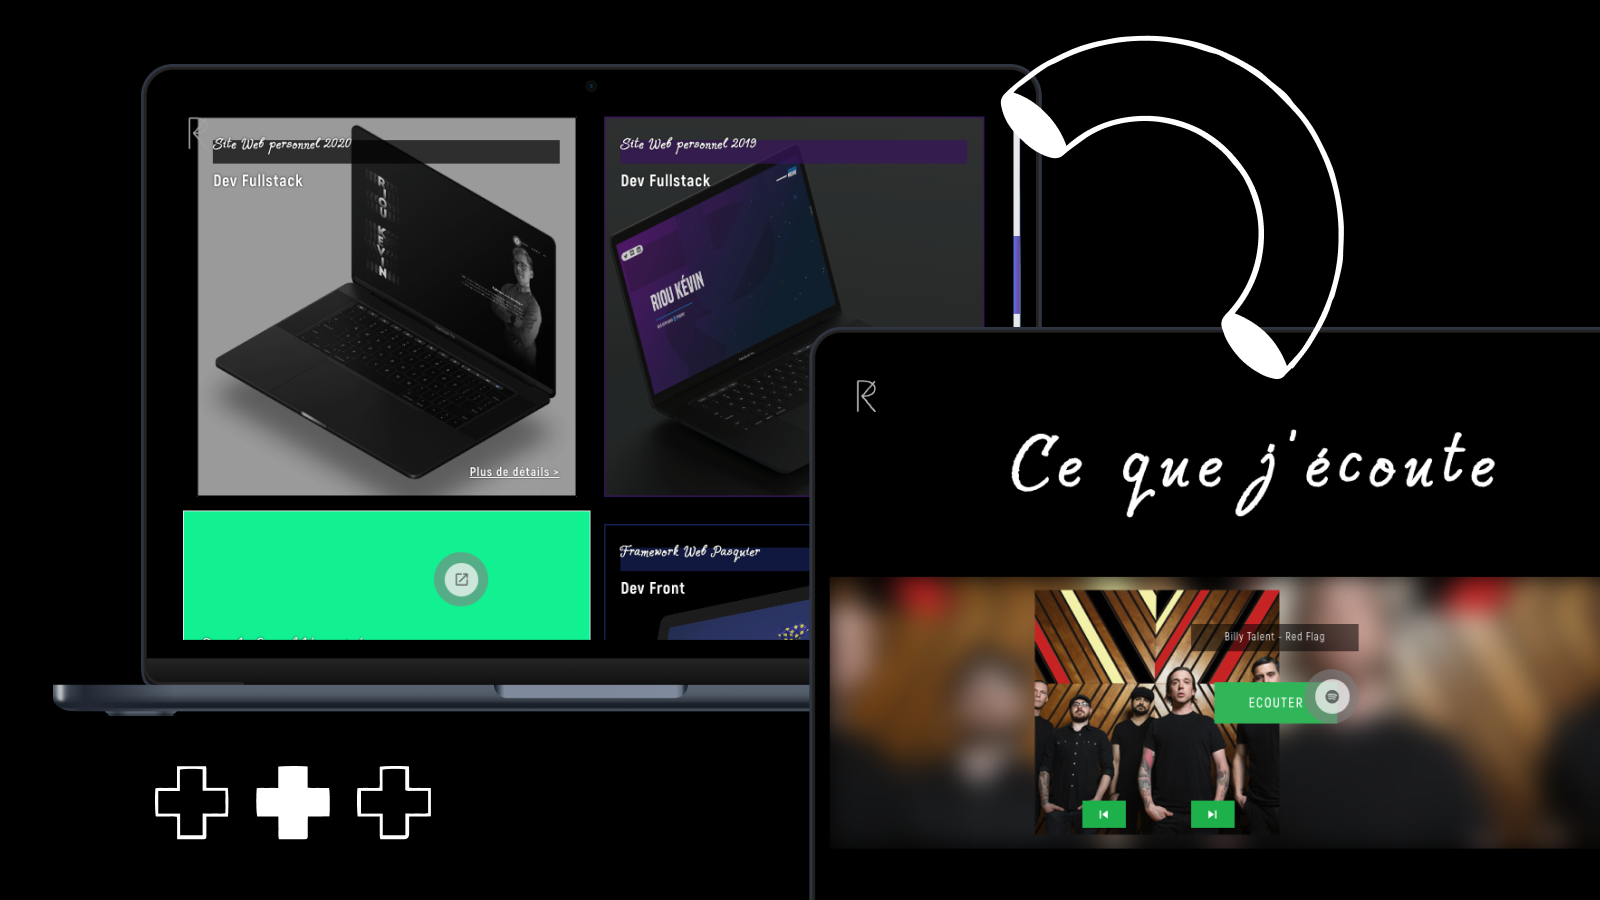 Site Web personnel 2020
Dev Fullstack
RIOU KEVIN
Plus de détails >
Site Web personnel 2019
Dev Fullstack
RIOU KÉVIN
Framework Web Pasquier
Dev Front
R
Ce que j'écoute
Billy Talent - Red Flag
ECOUTER